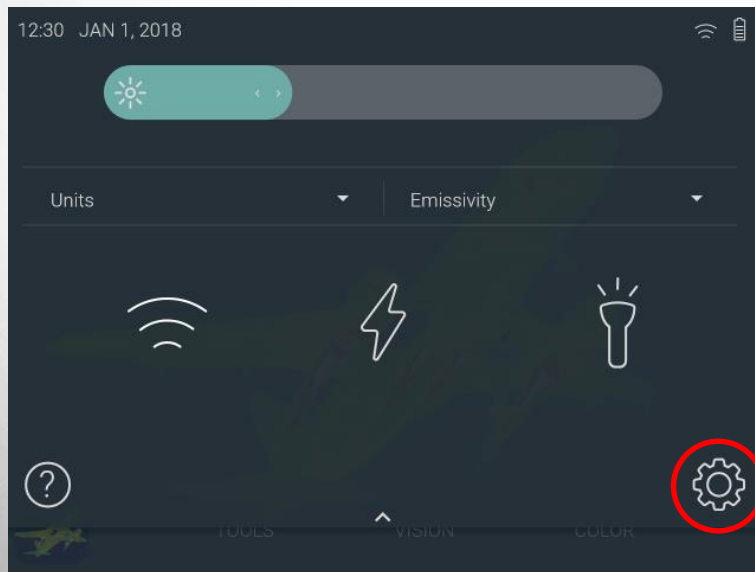 12:30 JAN 1, 2018
Units
Emissivity
?
TOOLS VISION COLOR